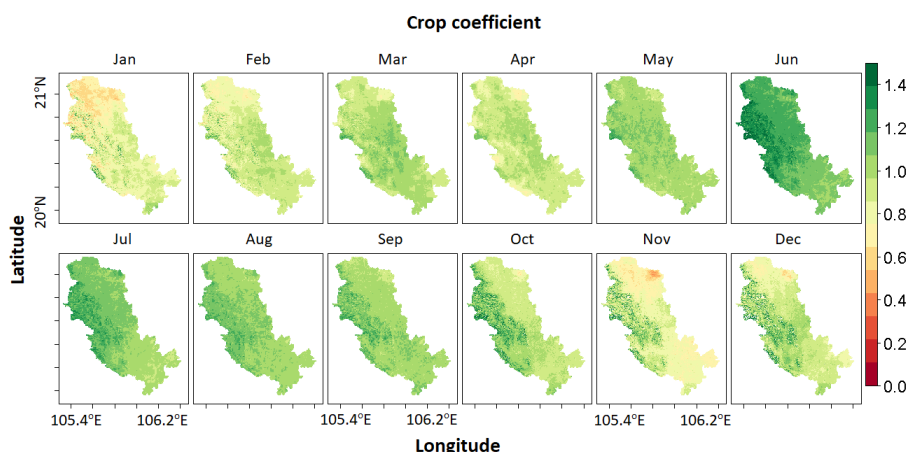 Crop coefficient
Jan Feb Mar Apr May Jun
21°N
20°N
1.4
1.2
1.0
0.8
0.6
0.4
0.2
0.0
Latitude
Jul Aug Sep Oct Nov Dec
105.4°E 106.2°E 105.4°E 106.2°E 105.4°E 106.2°E
Longitude